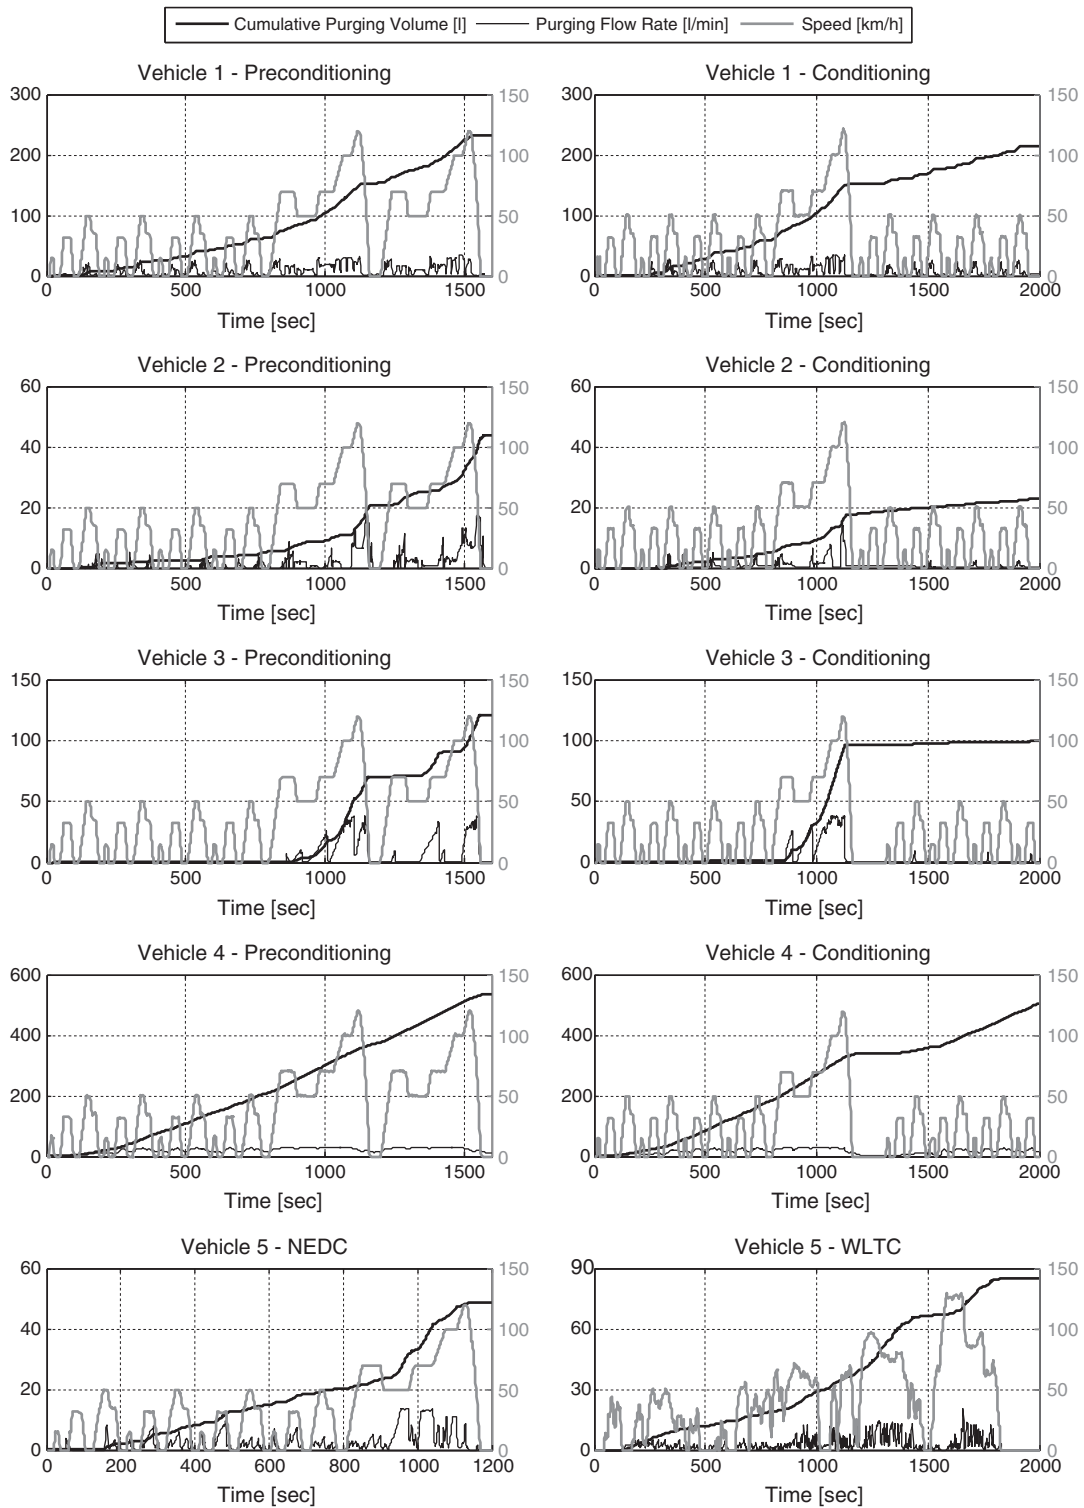 Cumulative Purging Volume [l] Purging Flow Rate [l/min] Speed [km/h]
Vehicle 1 - Preconditioning
300
200
100
0
150
100
50
0
0 500 1000 1500
Time [sec]
Vehicle 1 - Conditioning
300
200
100
0
150
100
50
0
0 500 1000 1500 2000
Time [sec]
Vehicle 2 - Preconditioning
60
40
20
0
150
100
50
0
0 500 1000 1500
Time [sec]
Vehicle 2 - Conditioning
60
40
20
0
150
100
50
0
0 500 1000 1500 2000
Time [sec]
Vehicle 3 - Preconditioning
150
100
50
0
150
100
50
0
0 500 1000 1500
Time [sec]
Vehicle 3 - Conditioning
150
100
50
0
150
100
50
0
0 500 1000 1500 2000
Time [sec]
Vehicle 4 - Preconditioning
600
400
200
0
150
100
50
0
0 500 1000 1500
Time [sec]
Vehicle 4 - Conditioning
600
400
200
0
150
100
50
0
0 500 1000 1500 2000
Time [sec]
Vehicle 5 - NEDC
60
40
20
0
150
100
50
0
0 200 400 600 800 1000 1200
Time [sec]
Vehicle 5 - WLTC
90
60
30
0
150
100
50
0
0 500 1000 1500 2000
Time [sec]